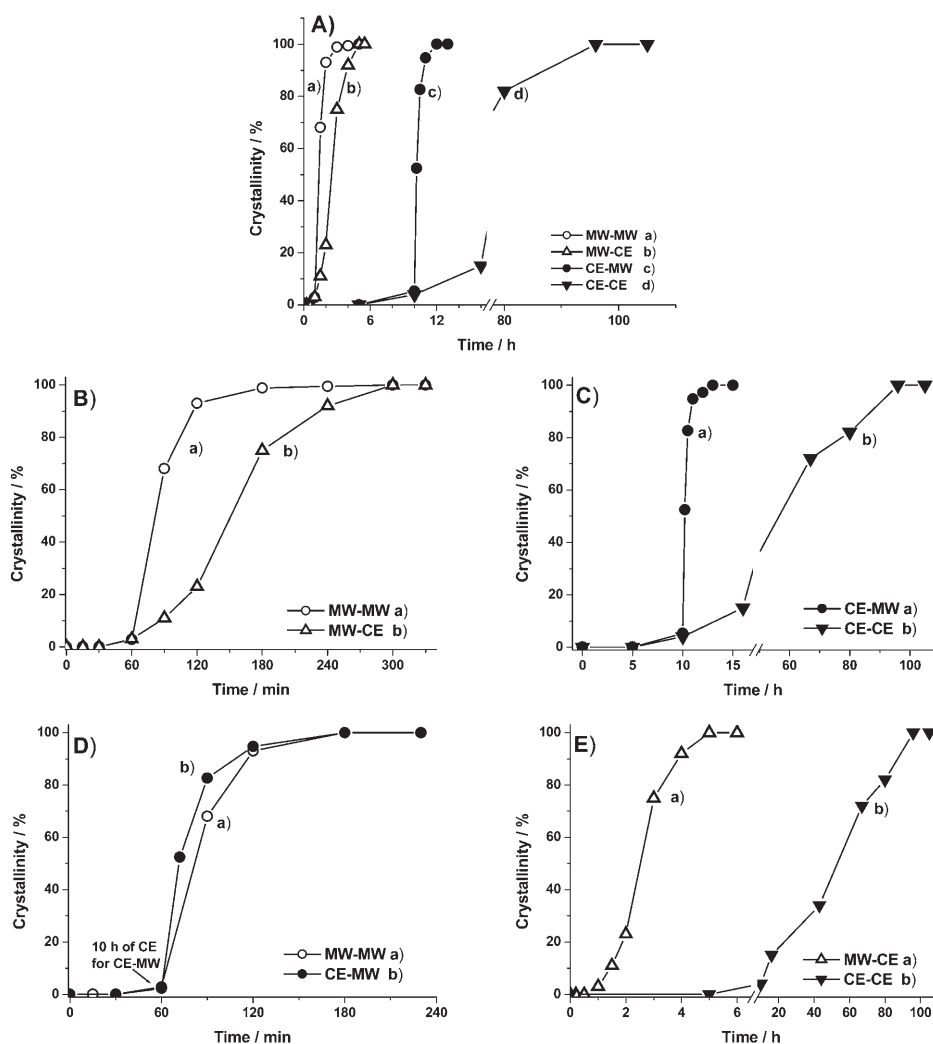 A)
Crystallinity / %
100
80
60
40
20
0
a)
b)
c)
d)
MW-MW a)
MW-CE b)
CE-MW c)
CE-CE d)
0 6 12 80 100
Time / h
B)
Crystallinity / %
100
80
60
40
20
0
a)
b)
MW-MW a)
MW-CE b)
0 60 120 180 240 300
Time / min
C)
Crystallinity / %
100
80
60
40
20
0
a)
b)
CE-MW a)
CE-CE b)
0 5 10 15 60 80 100
Time / h
D)
Crystallinity / %
100
80
60
40
20
0
b)
a)
10 h of CE
for CE-MW
MW-MW a)
CE-MW b)
0 60 120 180 240
Time / min
E)
Crystallinity / %
100
80
60
40
20
0
a)
b)
MW-CE a)
CE-CE b)
0 2 4 6 20 40 60 80 100
Time / h